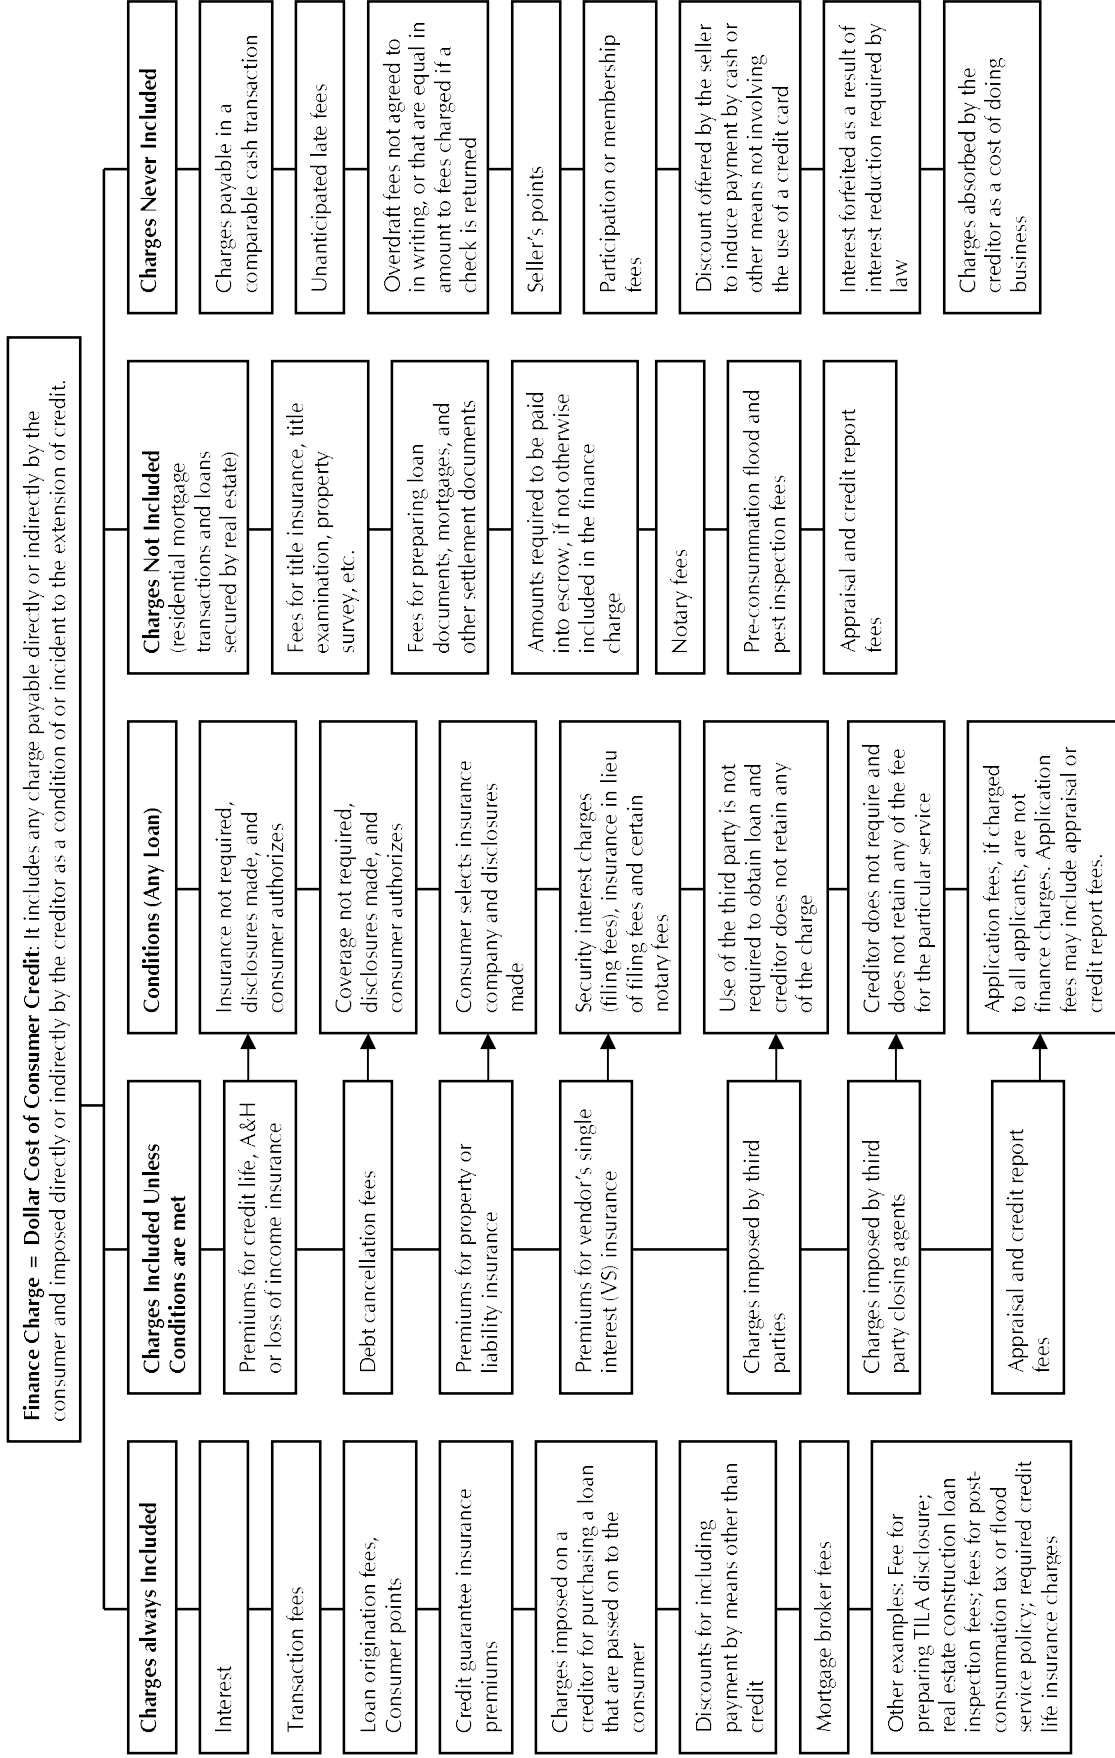 Finance Charge = Dollar Cost of Consumer Credit: It includes any charge payable directly or indirectly by the
consumer and imposed directly or indirectly by the creditor as a condition of or incident to the extension of credit.
Charges always Included
Interest
Transaction fees
Loan origination fees,
Consumer points
Credit guarantee insurance
premiums
Charges imposed on a
creditor for purchasing a loan
that are passed on to the
consumer
Discounts for including
payment by means other than
credit
Mortgage broker fees
Other examples: Fee for
preparing TILA disclosure;
real estate construction loan
inspection fees; fees for post-
consummation tax or flood
service policy; required credit
life insurance charges
Charges Included Unless
Conditions are met
Premiums for credit life, A&H
or loss of income insurance
Debt cancellation fees
Premiums for property or
liability insurance
Premiums for vendor's single
interest (VS) insurance
Charges imposed by third
parties
Charges imposed by third
party closing agents
Appraisal and credit report
fees
Conditions (Any Loan)
Insurance not required,
disclosures made, and
consumer authorizes
Coverage not required,
disclosures made, and
consumer authorizes
Consumer selects insurance
company and disclosures
made
Security interest charges
(filing fees), insurance in lieu
of filing fees and certain
notary fees
Use of the third party is not
required to obtain loan and
creditor does not retain any
of the charge
Creditor does not require and
does not retain any of the fee
for the particular service
Application fees, if charged
to all applicants, are not
finance charges. Application
fees may include appraisal or
credit report fees.
Charges Not Included
(residential mortgage
transactions and loans
secured by real estate)
Fees for title insurance, title
examination, property
survey, etc.
Fees for preparing loan
documents, mortgages, and
other settlement documents
Amounts required to be paid
into escrow, if not otherwise
included in the finance
charge
Notary fees
Pre-consummation flood and
pest inspection fees
Appraisal and credit report
fees
Charges Never Included
Charges payable in a
comparable cash transaction
Unanticipated late fees
Overdraft fees not agreed to
in writing, or that are equal in
amount to fees charged if a
check is returned
Seller's points
Participation or membership
fees
Discount offered by the seller
to induce payment by cash or
other means not involving
the use of a credit card
Interest forfeited as a result of
interest reduction required by
law
Charges absorbed by the
creditor as a cost of doing
business